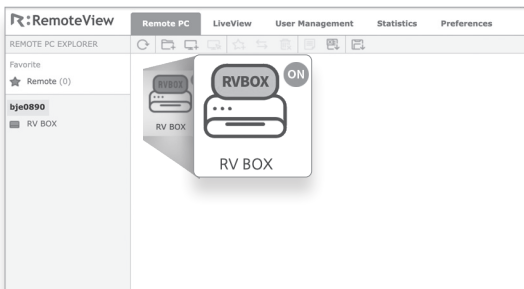 R:RemoteView
Remote PC LiveView User Management Statistics Preferences
REMOTE PC EXPLORER
Favorite
Remote (0)
bje0890
RV BOX
RVBOX
RV BOX
RVBOX
ON
RV BOX